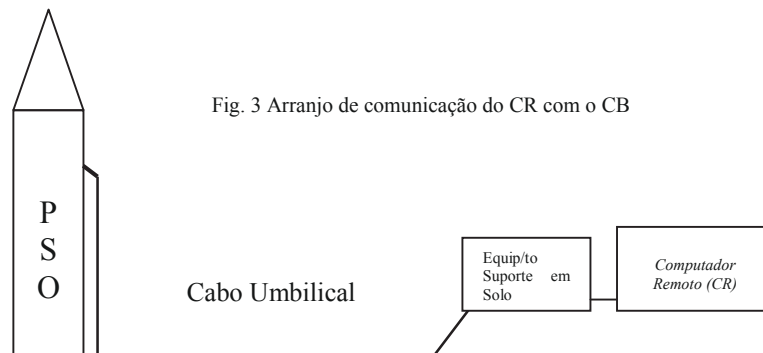 Fig. 3 Arranjo de comunicação do CR com o CB
P
S
O
Cabo Umbilical
Equip/to
Suporte em
Solo
Computador
Remoto (CR)